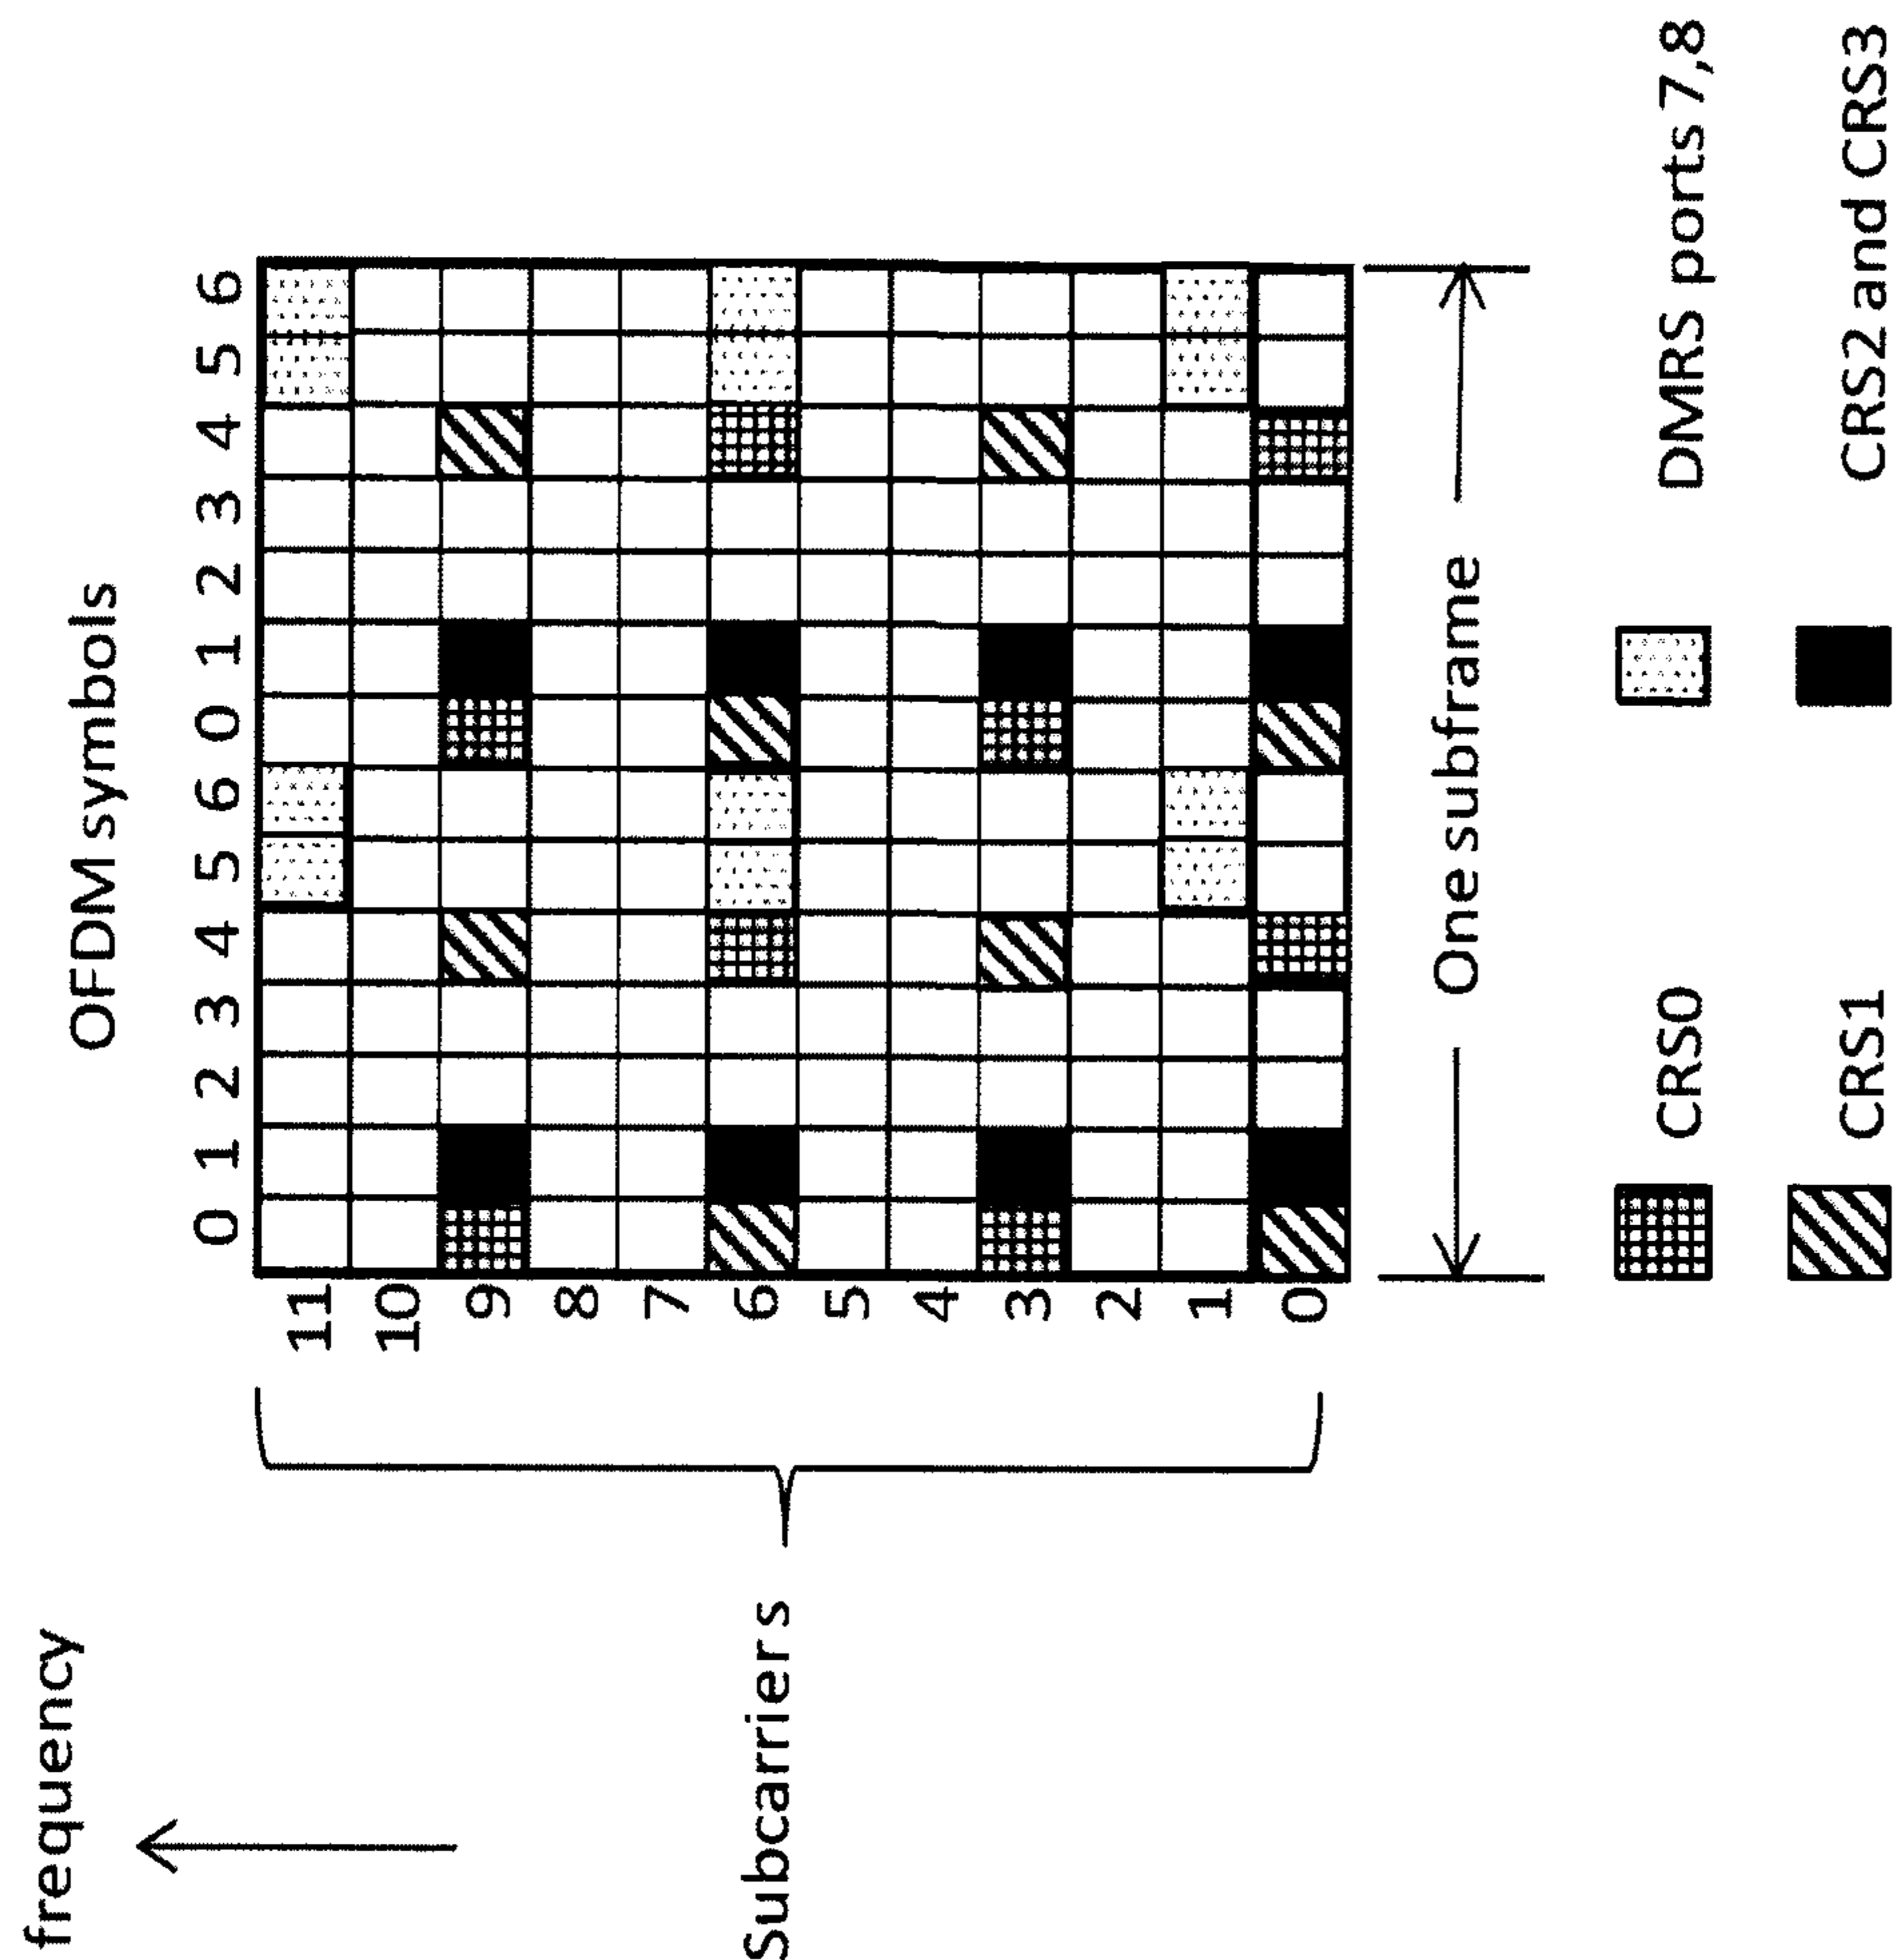 frequency
OFDM symbols
0 1 2 3 4 5 6 0 1 2 3 4 5 6
11
10
9
8
7
Subcarriers
6
5
4
3
2
1
0
One subframe
CRS0 DMRS ports 7,8
CRS1 CRS2 and CRS3